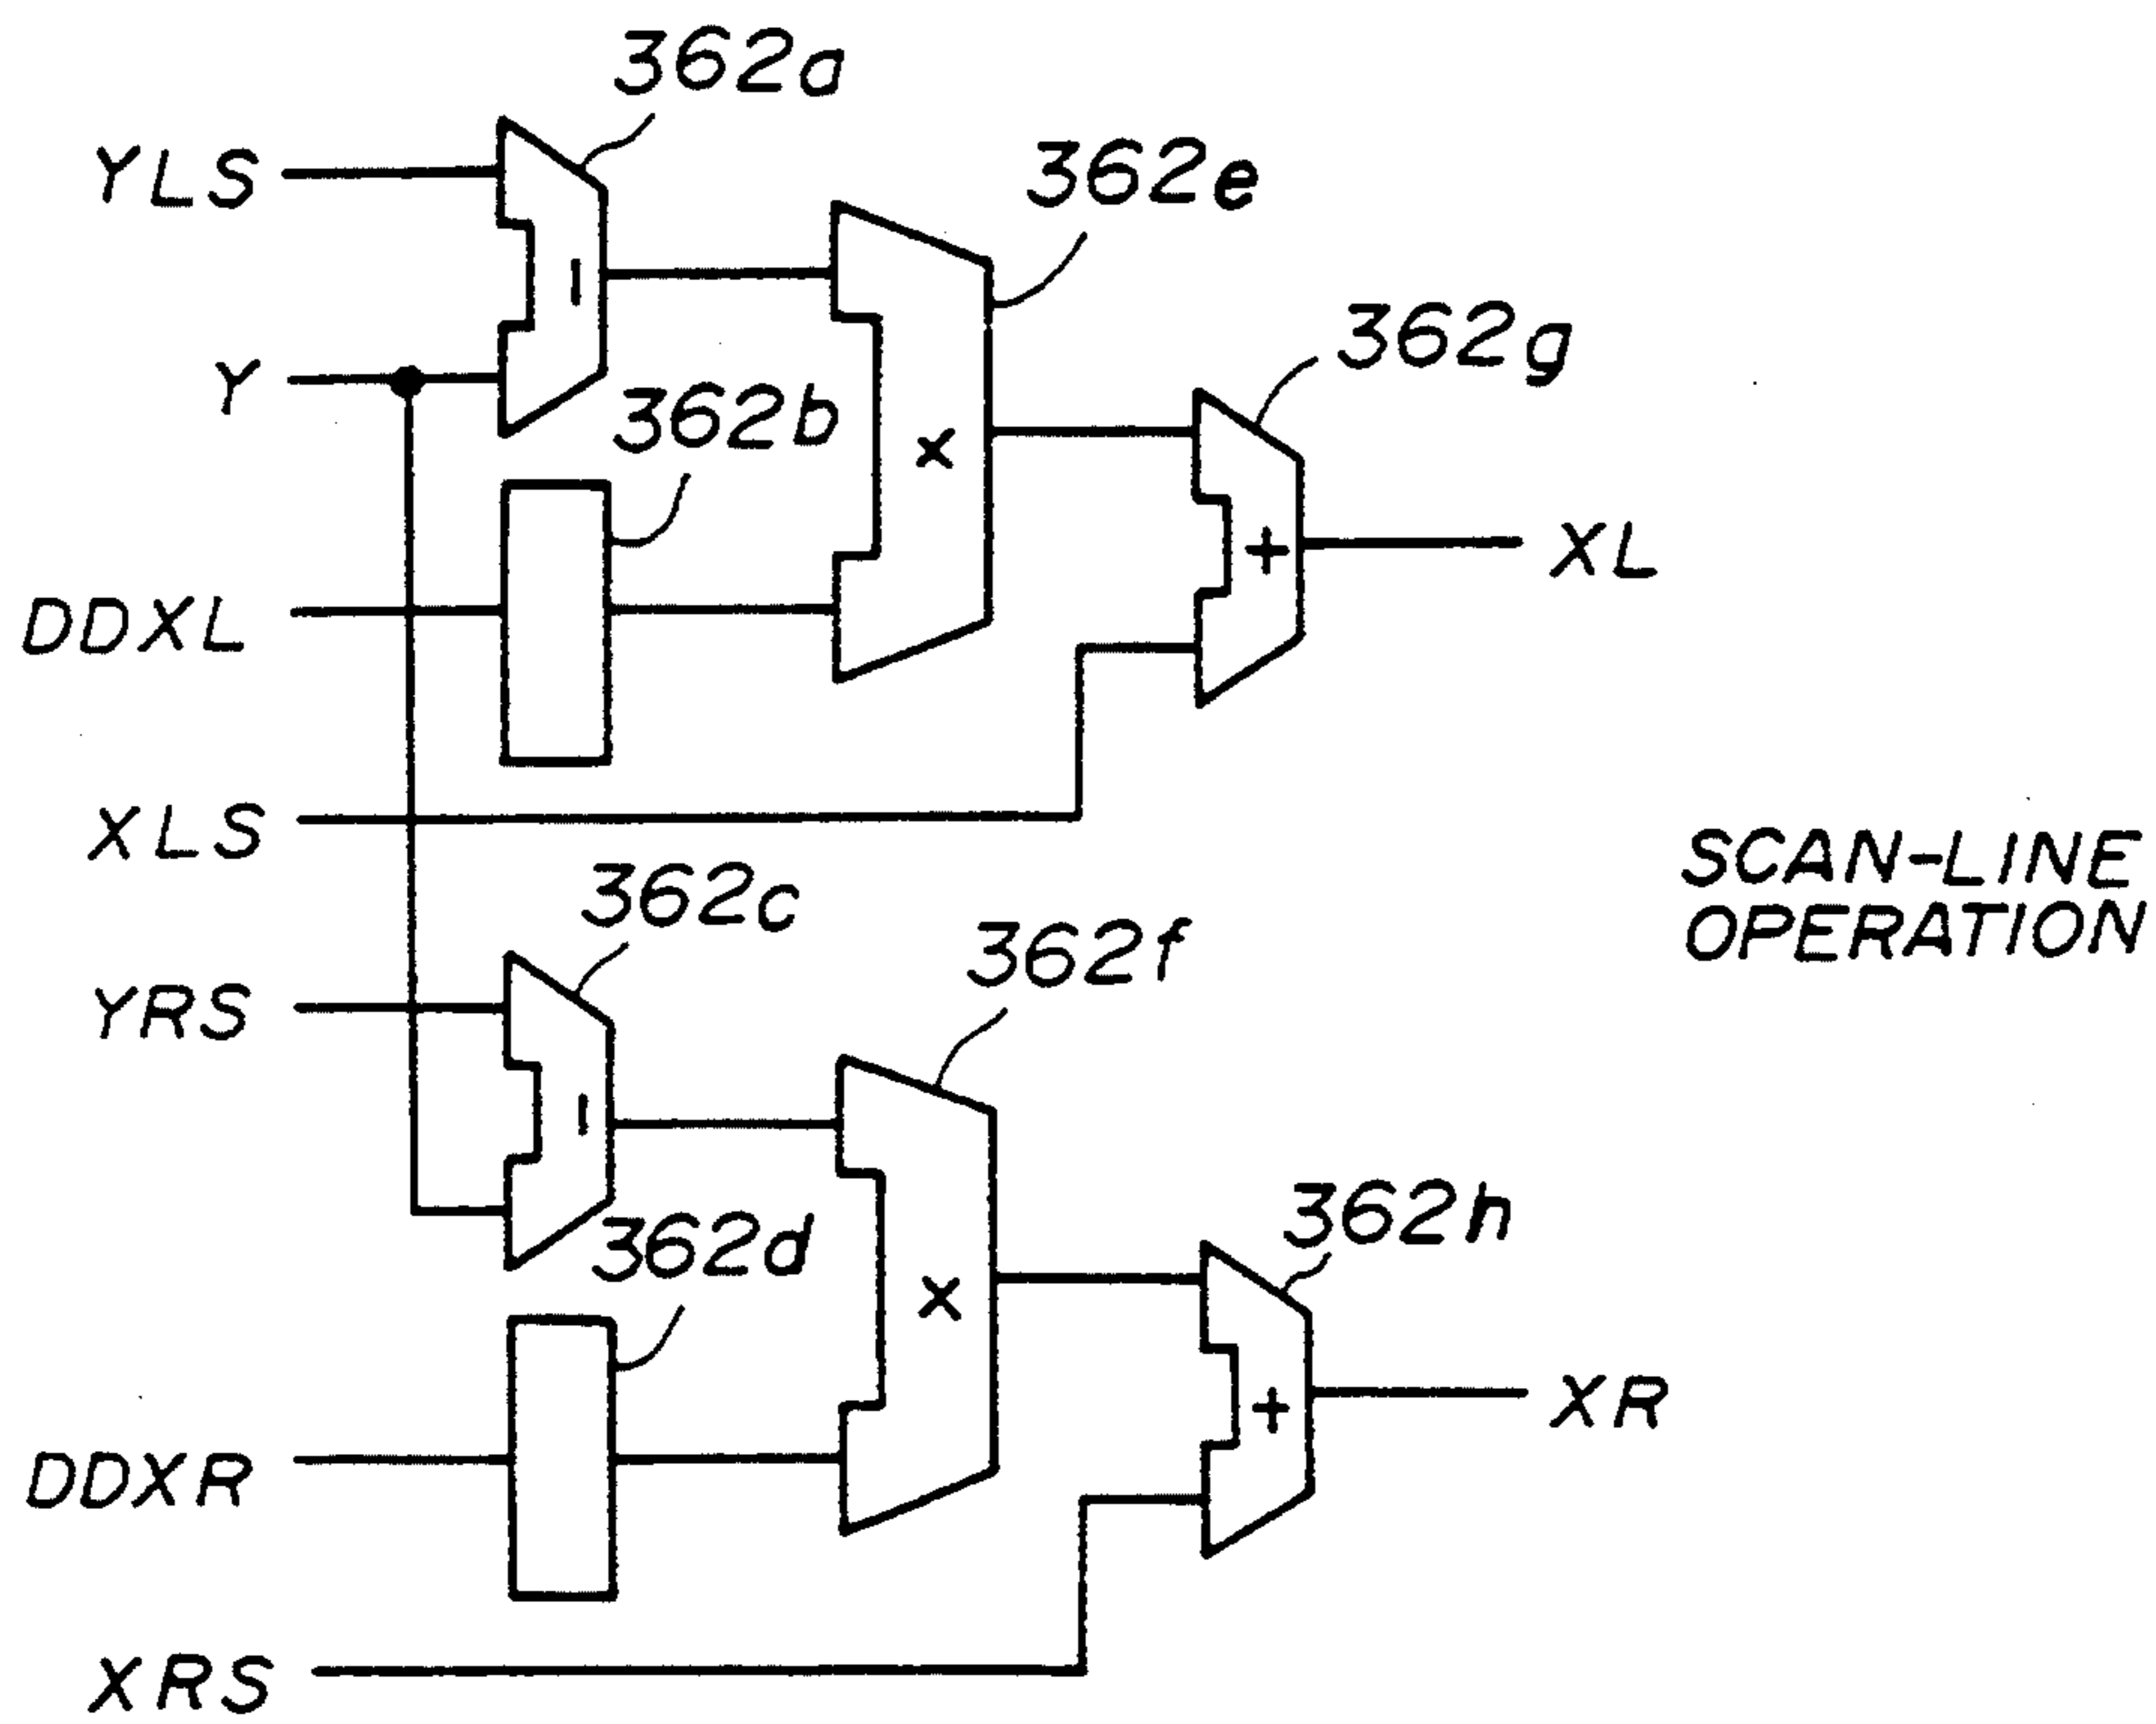 362a
YLS
362e
362g
Y
362b
×
+
XL
DDXL
XLS
SCAN-LINE
OPERATION
362c
362f
YRS
362d
362h
×
+
XR
DDXR
XRS